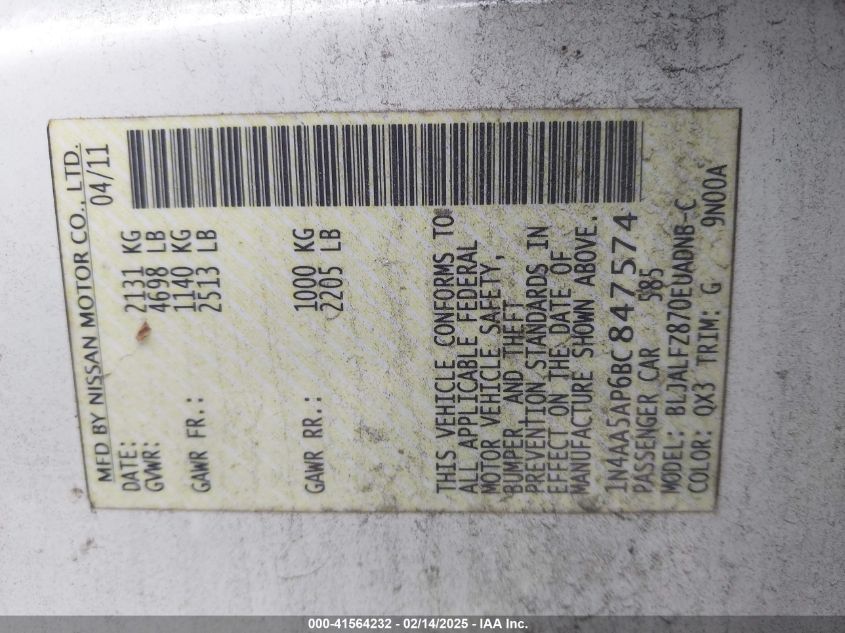 MFD BY NISSAN MOTOR CO., LTD.
DATE: 04/11
GVWR: 2131 KG
4698 LB
GAWR FR.: 1140 KG
2513 LB
GAWR RR.: 1000 KG
2205 LB
THIS VEHICLE CONFORMS TO
ALL APPLICABLE FEDERAL
MOTOR VEHICLE SAFETY,
BUMPER, AND THEFT
PREVENTION STANDARDS IN
EFFECT ON THE DATE OF
MANUFACTURE SHOWN ABOVE.
1N4AA5AP6BC847574
PASSENGER CAR 585
MODEL: BLJALFZ870EUADNB-C
COLOR: QX3 TRIM: G 9N00A
000-41564232 - 02/14/2025 - IAA Inc.